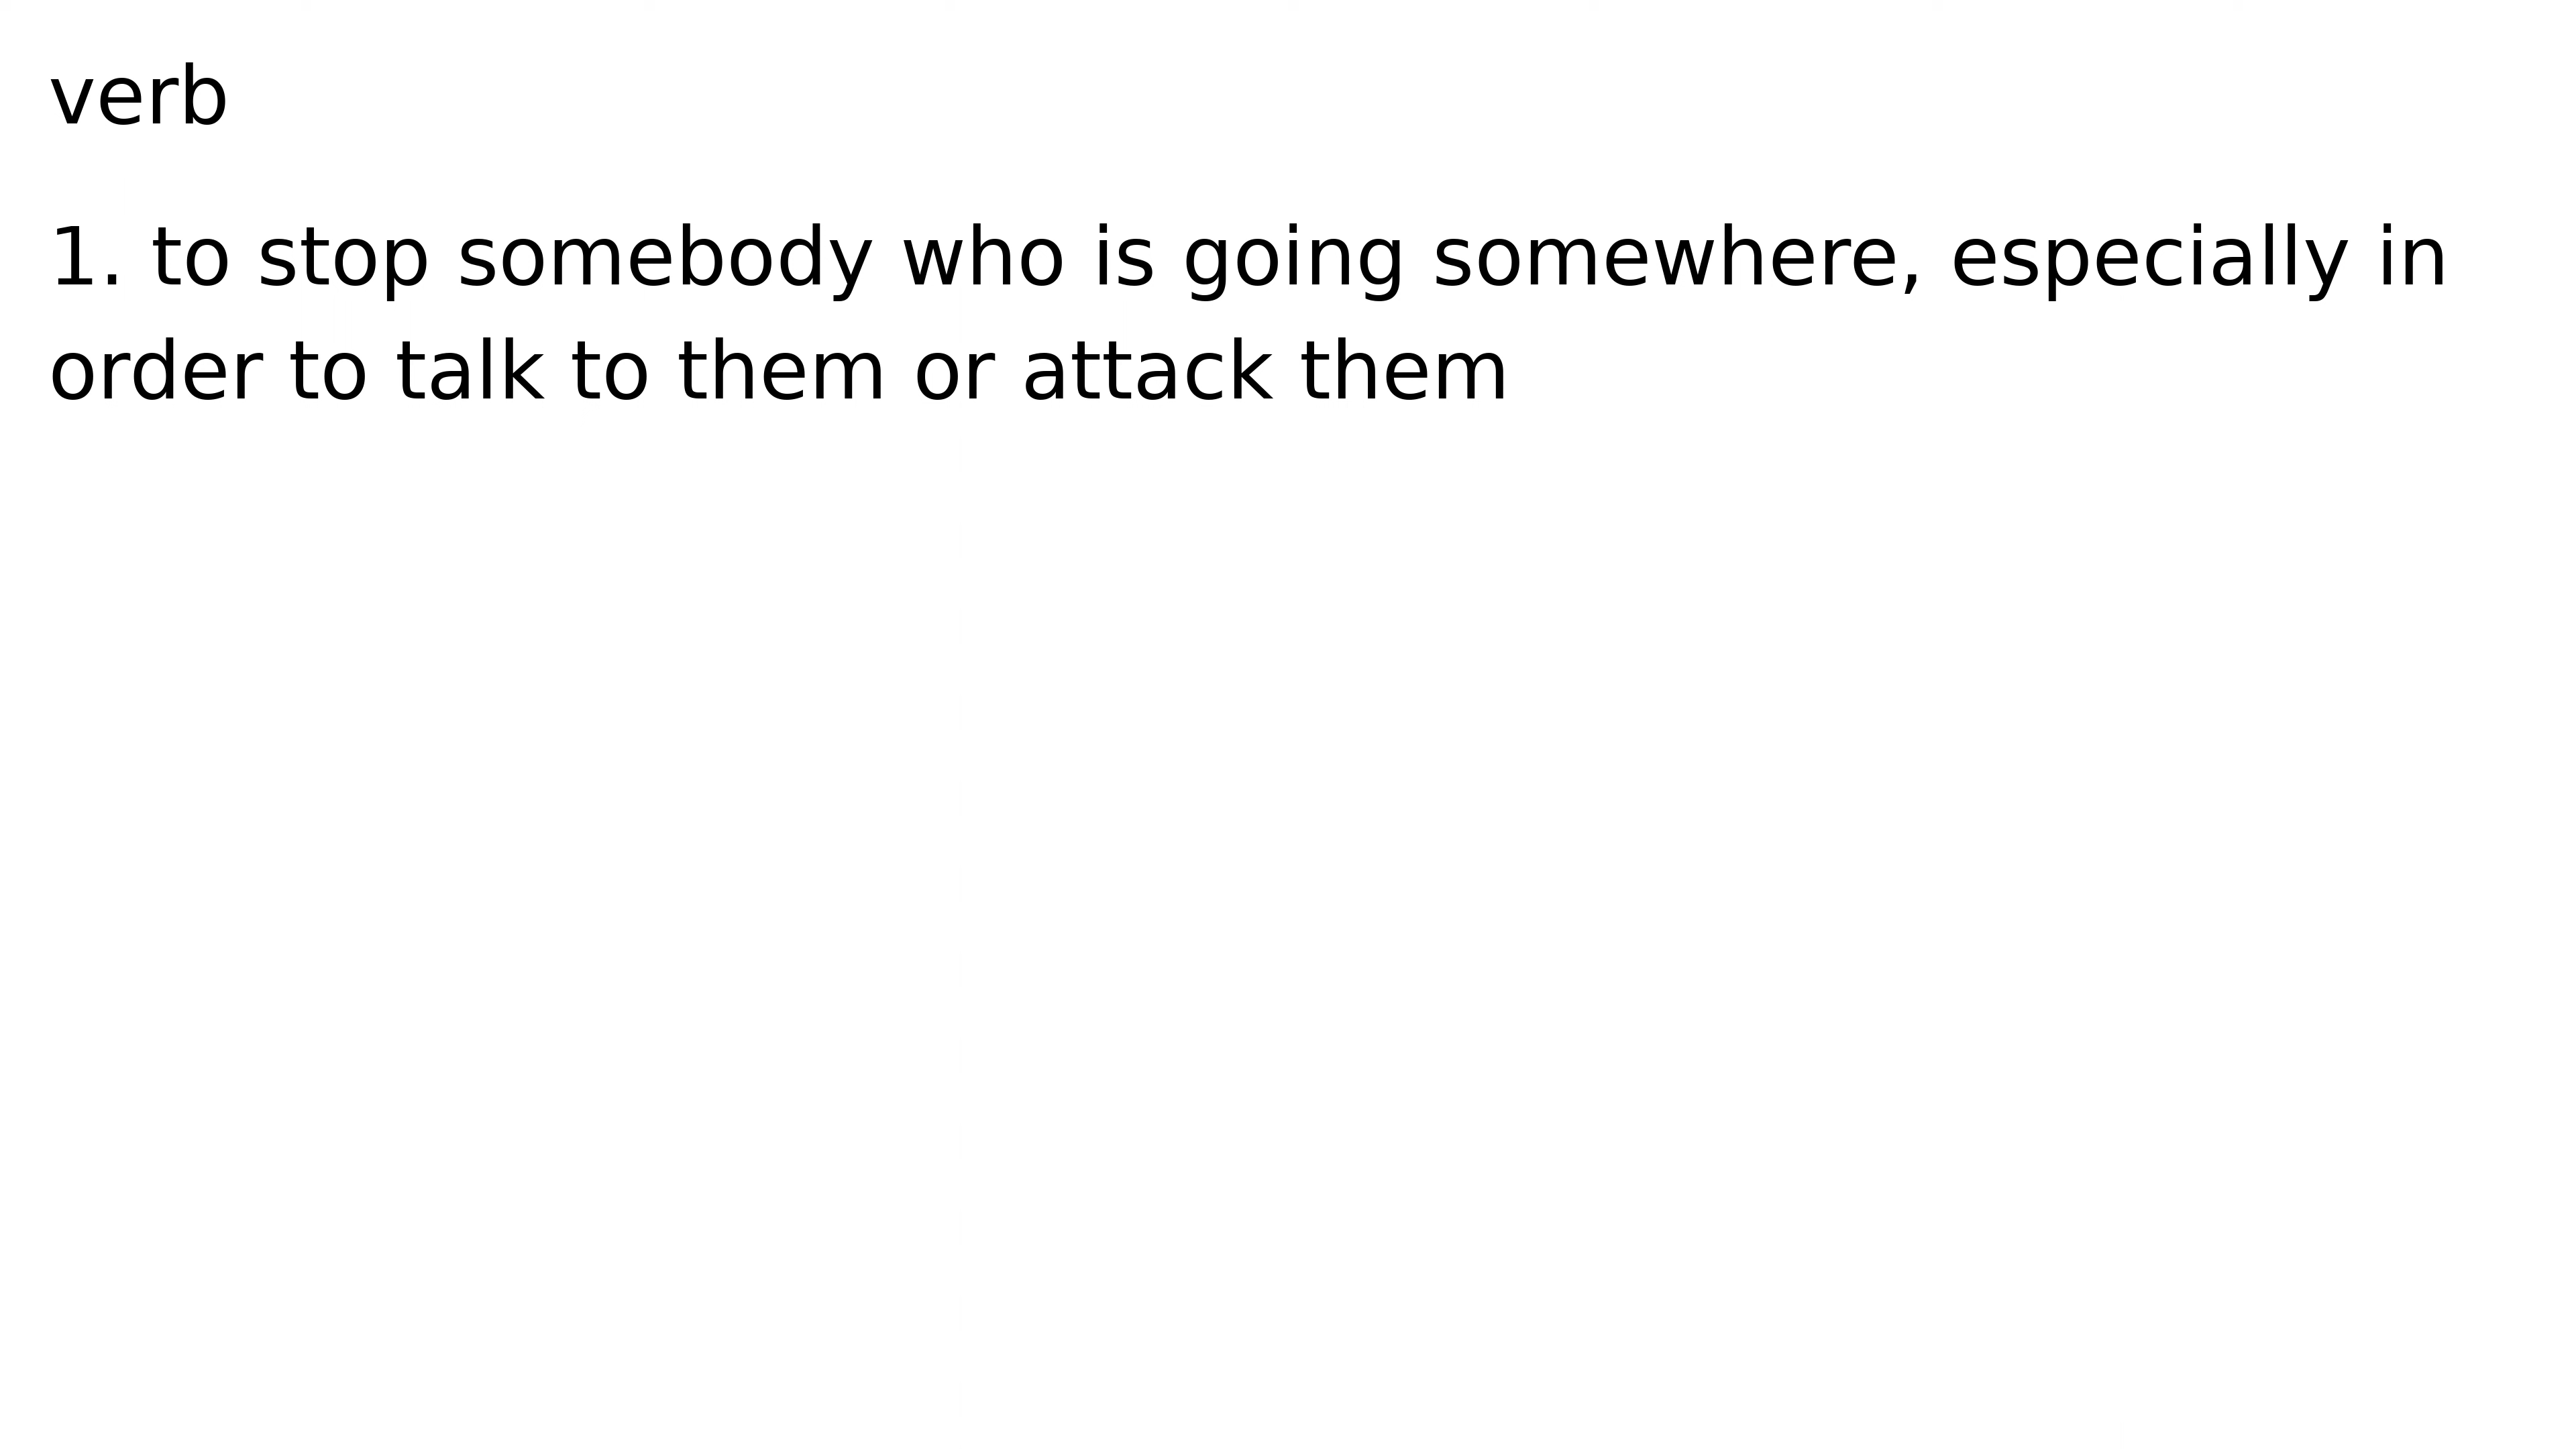 verb
1. to stop somebody who is going somewhere, especially in
order to talk to them or attack them